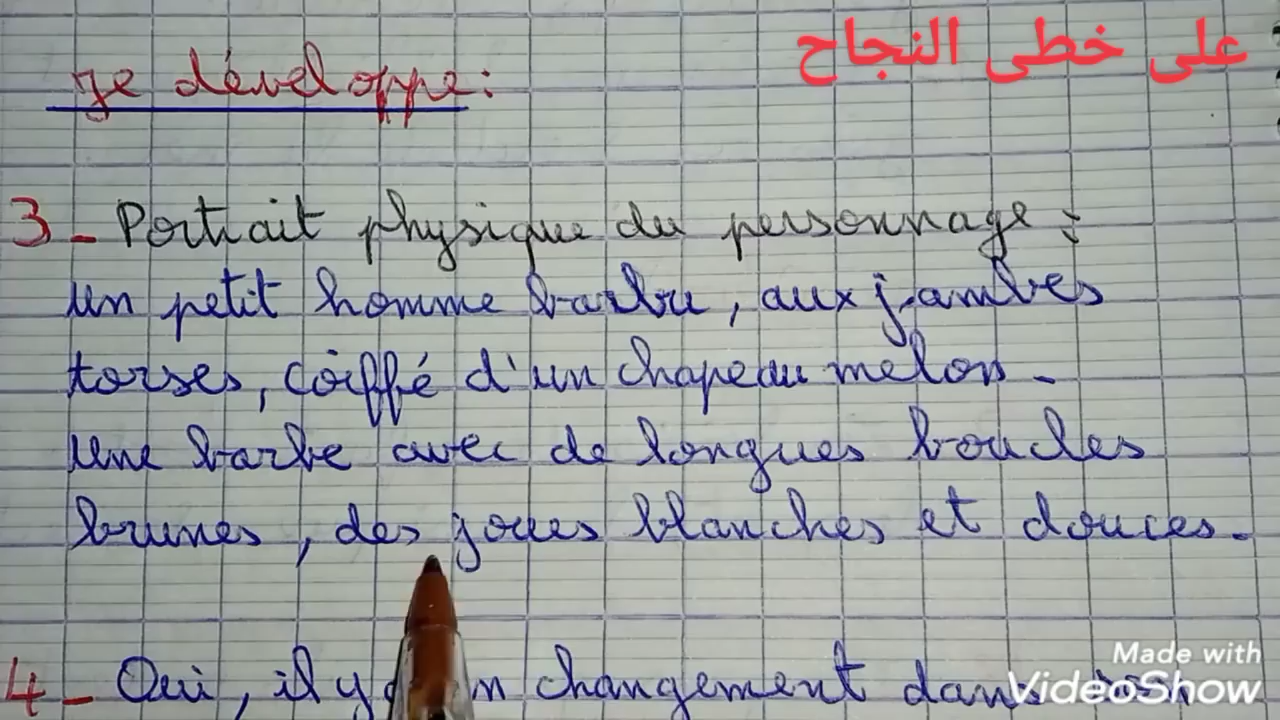 على خطى النجاح
Je développe :
3 - Portrait physique du personnage :
un petit homme barbu, aux jambes
torses, coiffé d'un chapeau melon -
une barbe avec de longues boucles
brunes, des joues blanches et douces.
4 - Oui, il y a un changement dans
Made with
VideoShow